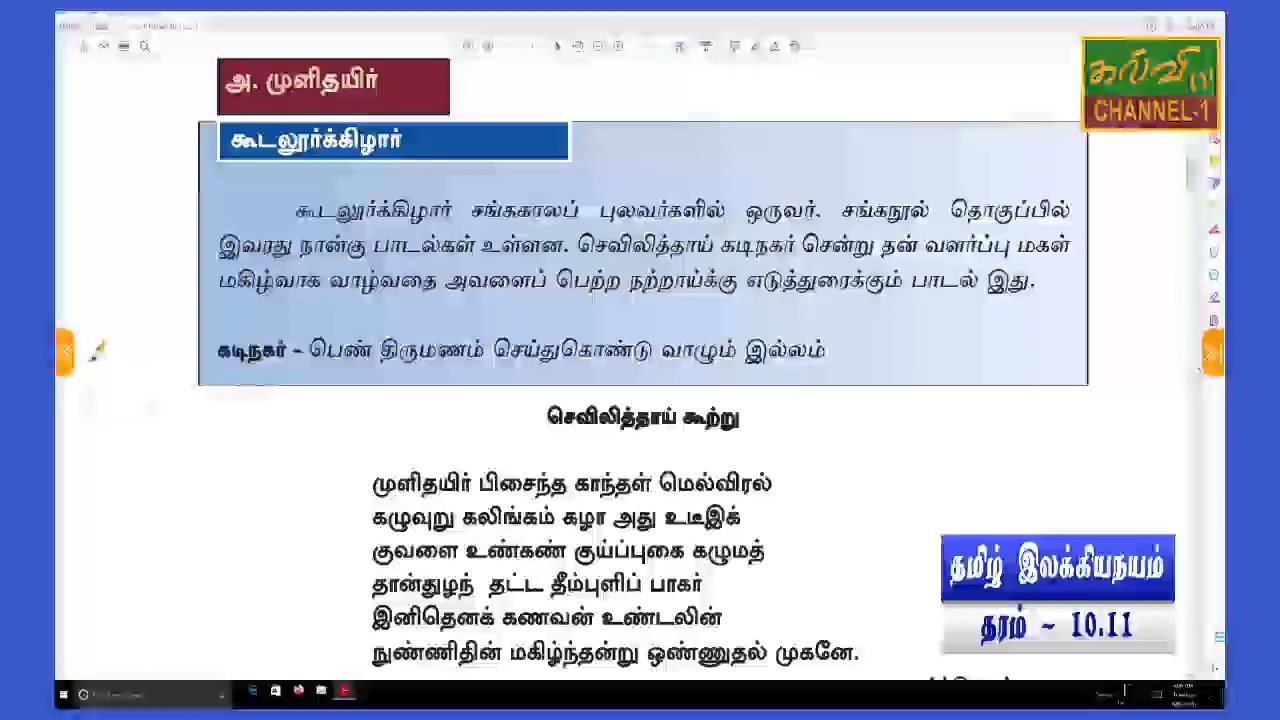 அ. முளிதயிர்
கல்வி
CHANNEL-1
கூடலூர்க்கிழார்
கூடலூர்க்கிழார் சங்ககாலப் புலவர்களில் ஒருவர். சங்கநூல் தொகுப்பில்
இவரது நான்கு பாடல்கள் உள்ளன. செவிலித்தாய் கடிநகர் சென்று தன் வளர்ப்பு மகள்
மகிழ்வாக வாழ்வதை அவளைப் பெற்ற நற்றாய்க்கு எடுத்துரைக்கும் பாடல் இது.
கடிநகர் - பெண் திருமணம் செய்துகொண்டு வாழும் இல்லம்
செவிலித்தாய் கூற்று
முளிதயிர் பிசைந்த காந்தள் மெல்விரல்
கழுவுறு கலிங்கம் கழா அது உடீஇக்
குவளை உண்கண் குய்ப்புகை கழுமத்
தான்துழந் தட்ட தீம்புளிப் பாகர்
இனிதெனக் கணவன் உண்டலின்
நுண்ணிதின் மகிழ்ந்தன்று ஒண்ணுதல் முகனே.
தமிழ் இலக்கியநயம்
தரம் - 10.11